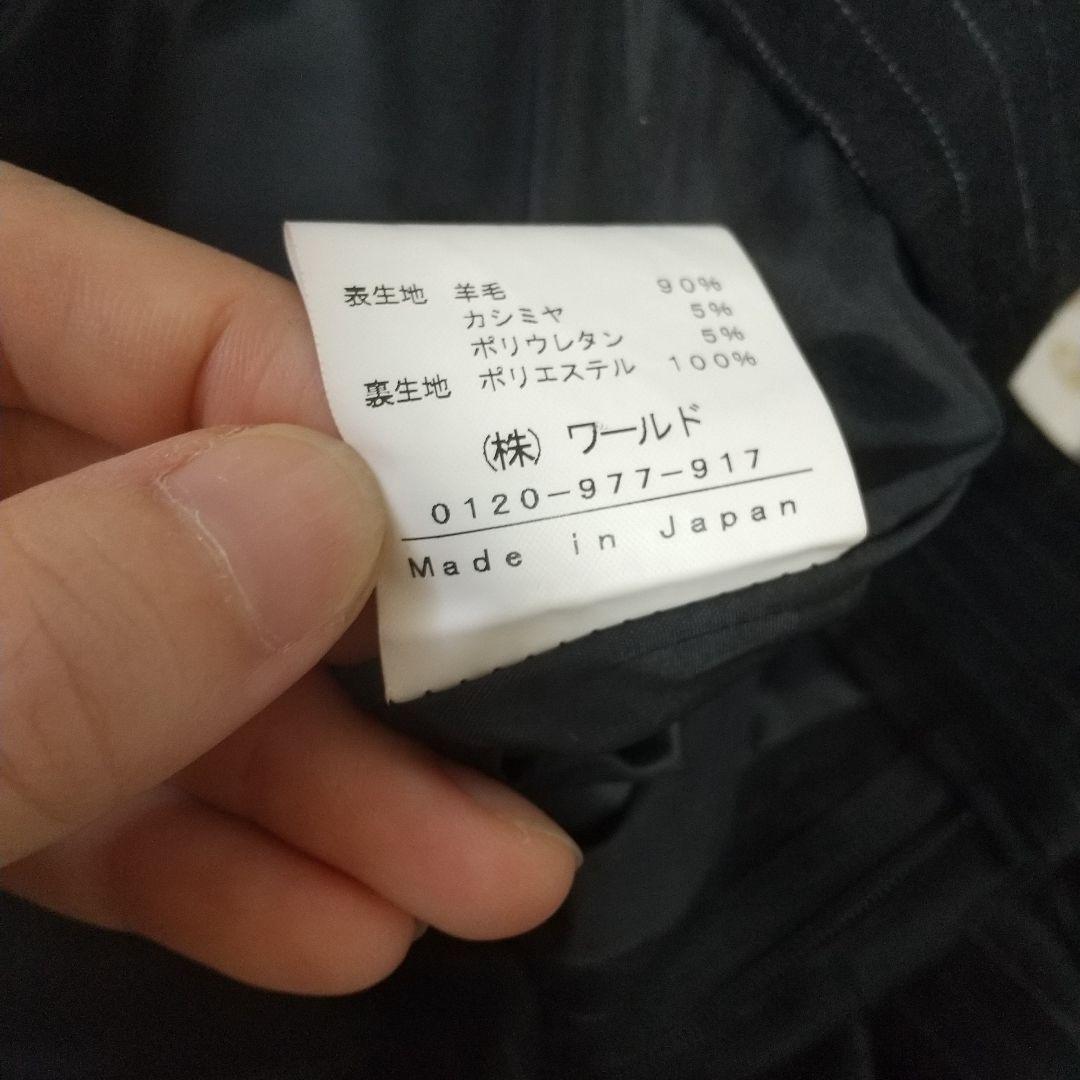 表生地 羊毛 90%
カシミヤ 5%
ポリウレタン 5%
裏生地 ポリエステル 100%
(株) ワールド
0120-977-917
Made in Japan